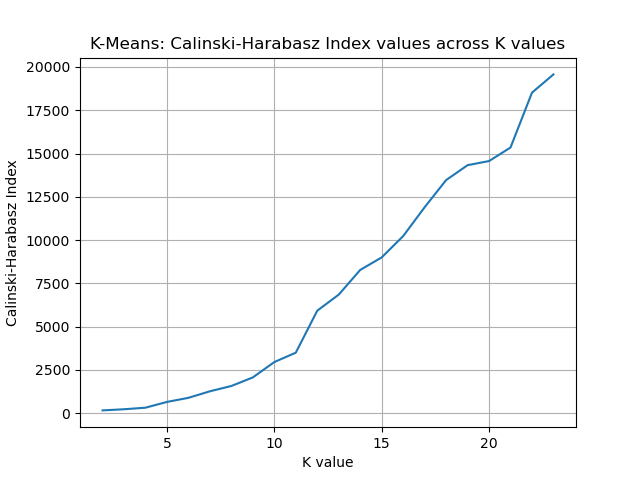 K-Means: Calinski-Harabasz Index values across K values
20000
17500
15000
12500
10000
7500
5000
2500
0
Calinski-Harabasz Index
5 10 15 20
K value